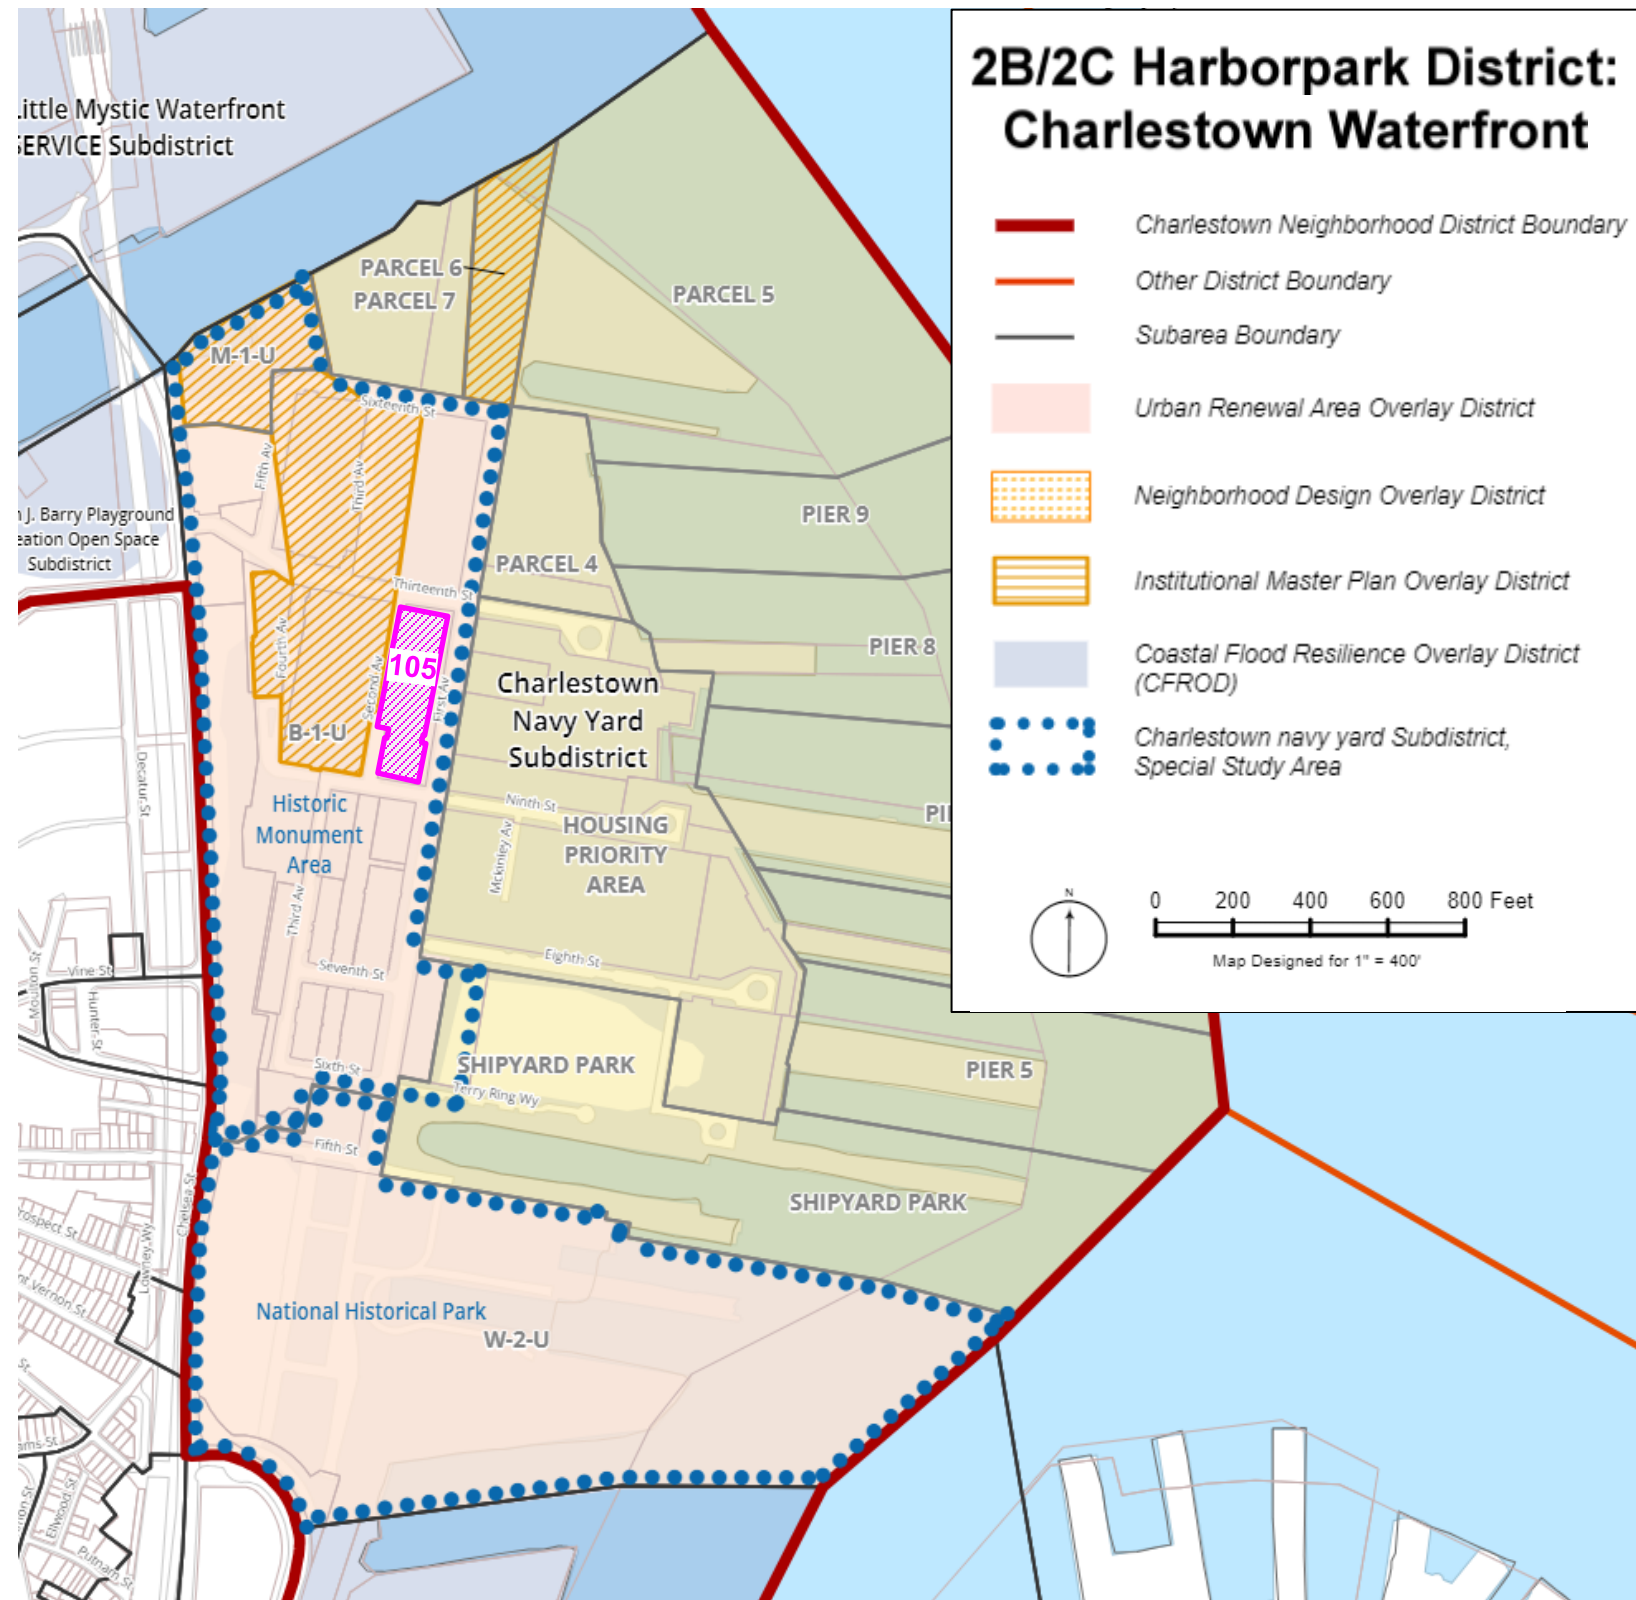 2B/2C Harborpark District:
Charlestown Waterfront
Charlestown Neighborhood District Boundary
Other District Boundary
Subarea Boundary
Urban Renewal Area Overlay District
Neighborhood Design Overlay District
Institutional Master Plan Overlay District
Coastal Flood Resilience Overlay District
(CFROD)
Charlestown navy yard Subdistrict,
Special Study Area
N
0 200 400 600 800 Feet
Map Designed for 1" = 400'
Little Mystic Waterfront
SERVICE Subdistrict
PARCEL 6
PARCEL 7
PARCEL 5
M-1-U
Sixteenth St
Fifth Av
Third Av
J. Barry Playground
Open Space
Subdistrict
PIER 9
PARCEL 4
Thirteenth St
PIER 8
Fourth Av
105
Second Av
First Av
Charlestown
Navy Yard
Subdistrict
B-1-U
Decatur St
Historic
Monument
Area
Ninth St
Mckinley Av
HOUSING
PRIORITY
AREA
Third Av
Moulton St
Vine St
Hunter St
Seventh St
Eighth St
Sixth St
SHIPYARD PARK
Terry Ring Wy
PIER 5
Fifth St
Chelsea St
Prospect St
Lowney Wy
Vernon St
SHIPYARD PARK
National Historical Park
W-2-U
St
Ellwood St
Putnam St